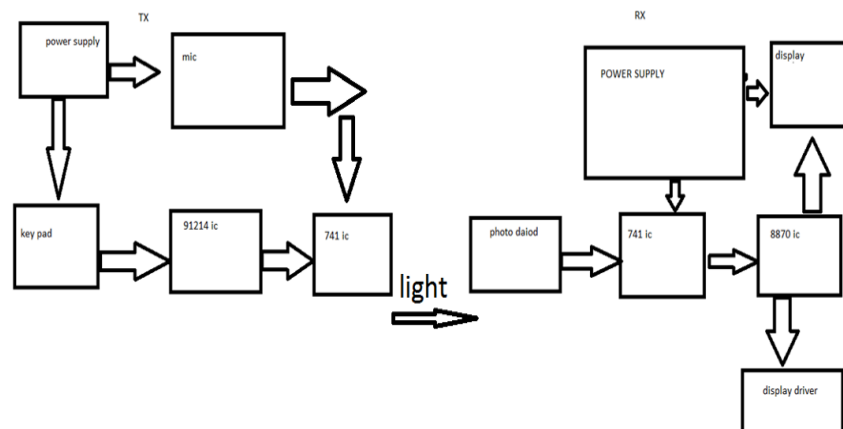 TX
RX
power supply
mic
POWER SUPPLY
display
key pad
91214 ic
741 ic
light
photo daiod
741 ic
8870 ic
display driver